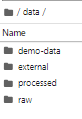 / data /
Name
demo-data
external
processed
raw